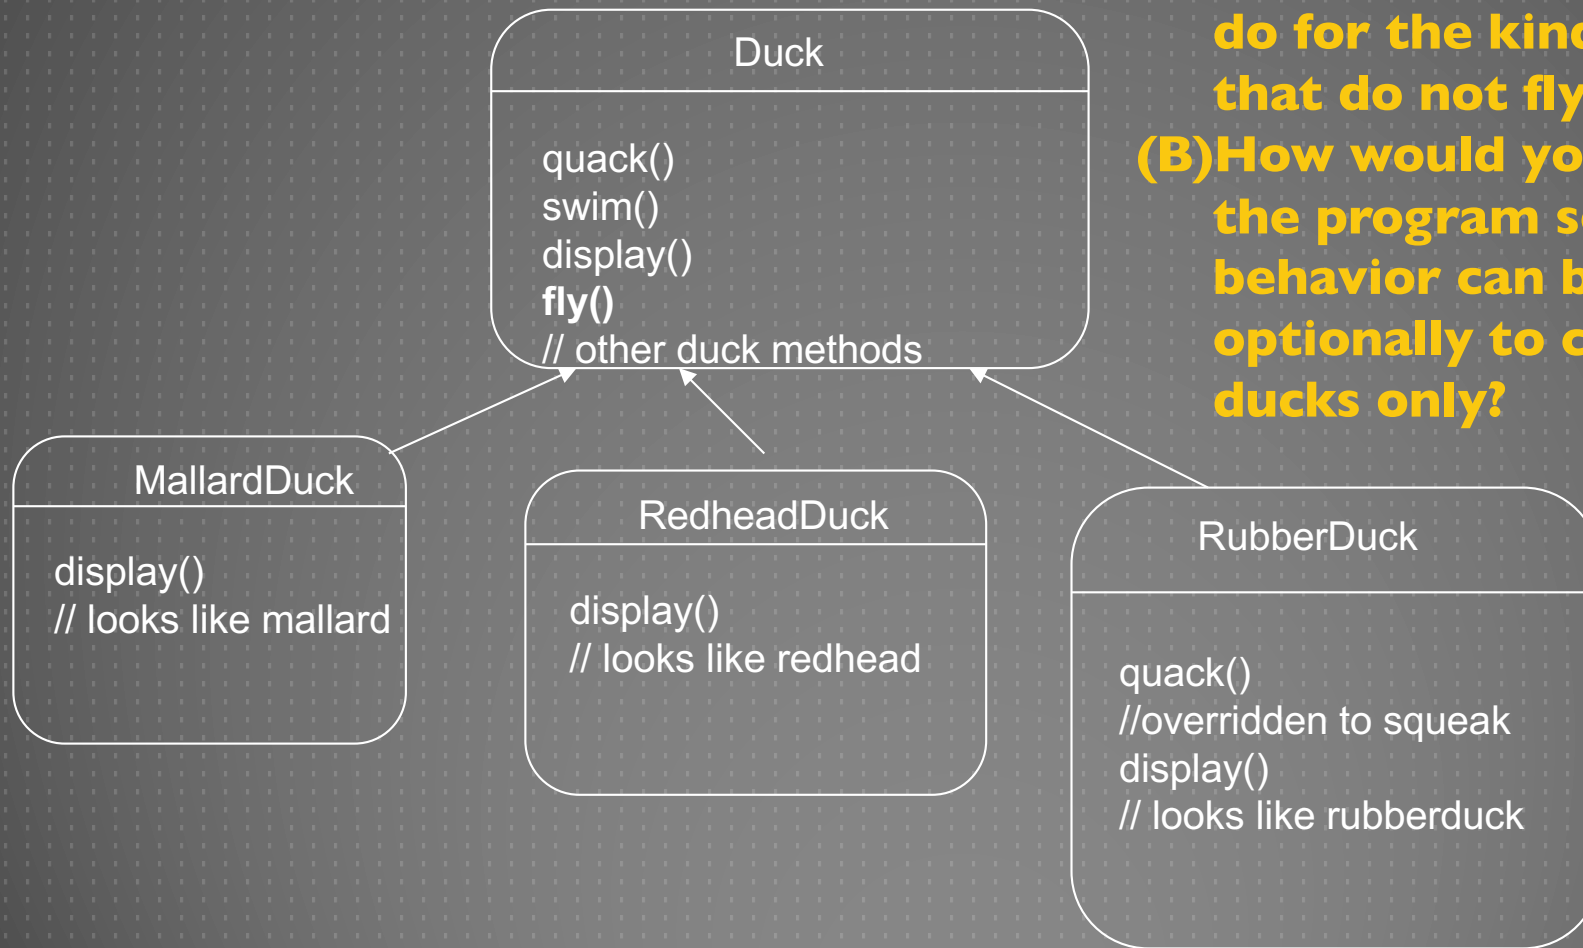 Duck
quack()
swim()
display()
fly()
// other duck methods
do for the
that do not fly
(B)How would
the program
behavior can
optionally to
ducks only?
MallardDuck
display()
// looks like mallard
RedheadDuck
display()
// looks like redhead
RubberDuck
quack()
//overridden to squeak
display()
// looks like rubberduck